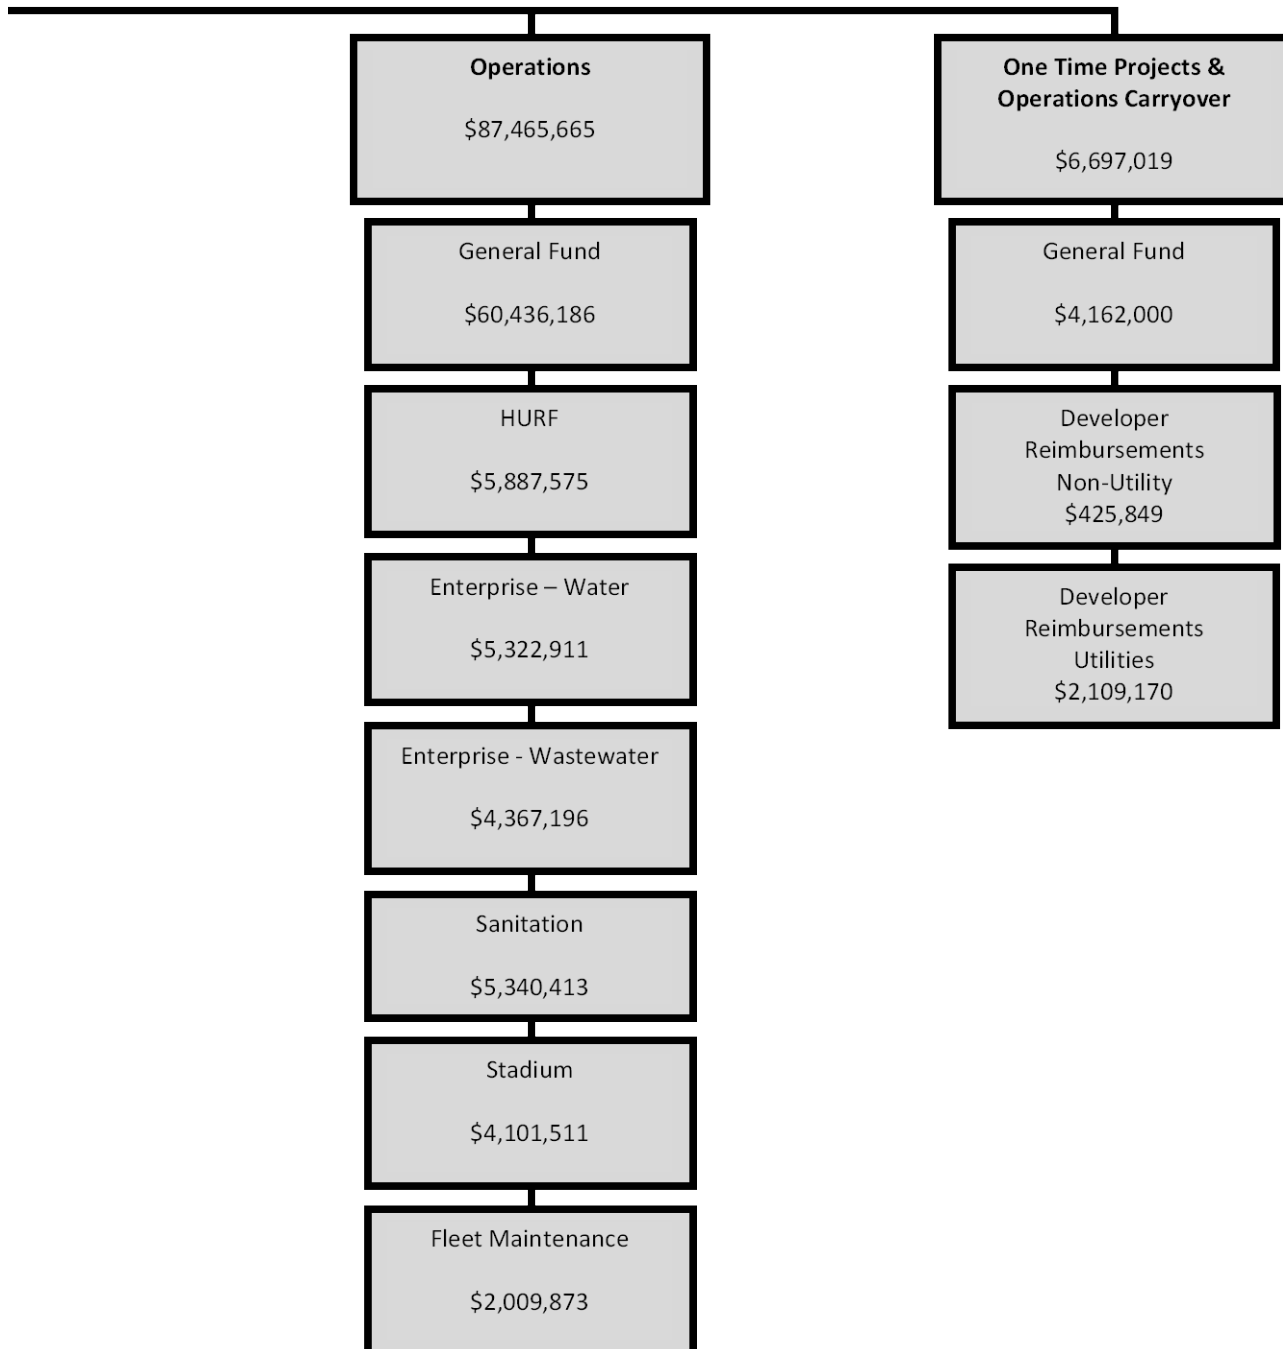 Operations
$87,465,665
General Fund
$60,436,186
HURF
$5,887,575
Enterprise – Water
$5,322,911
Enterprise - Wastewater
$4,367,196
Sanitation
$5,340,413
Stadium
$4,101,511
Fleet Maintenance
$2,009,873
One Time Projects &
Operations Carryover
$6,697,019
General Fund
$4,162,000
Developer
Reimbursements
Non-Utility
$425,849
Developer
Reimbursements
Utilities
$2,109,170